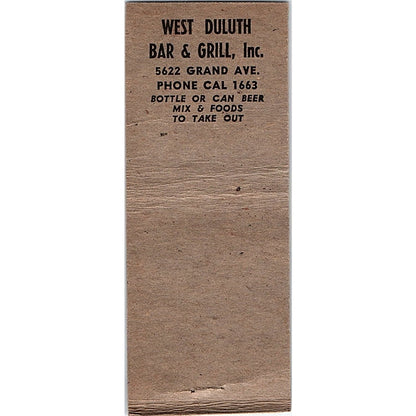 WEST DULUTH
BAR & GRILL, Inc.
5622 GRAND AVE.
PHONE CAL 1663
BOTTLE OR CAN BEER
MIX & FOODS
TO TAKE OUT